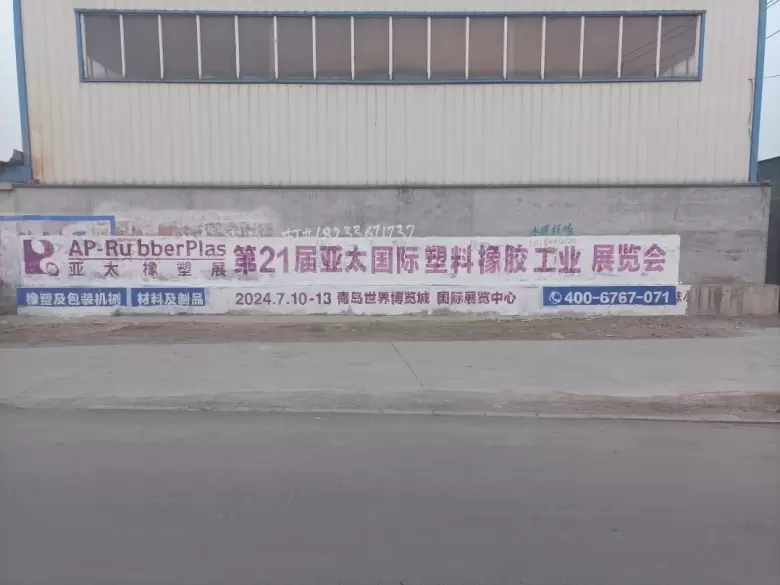 18733671737
AP-RubberPlas
亚太橡塑展
第21届亚太国际塑料橡胶工业 展览会
橡塑及包装机械 材料及制品
2024.7.10-13 青岛世界博览城 国际展览中心
400-6767-071